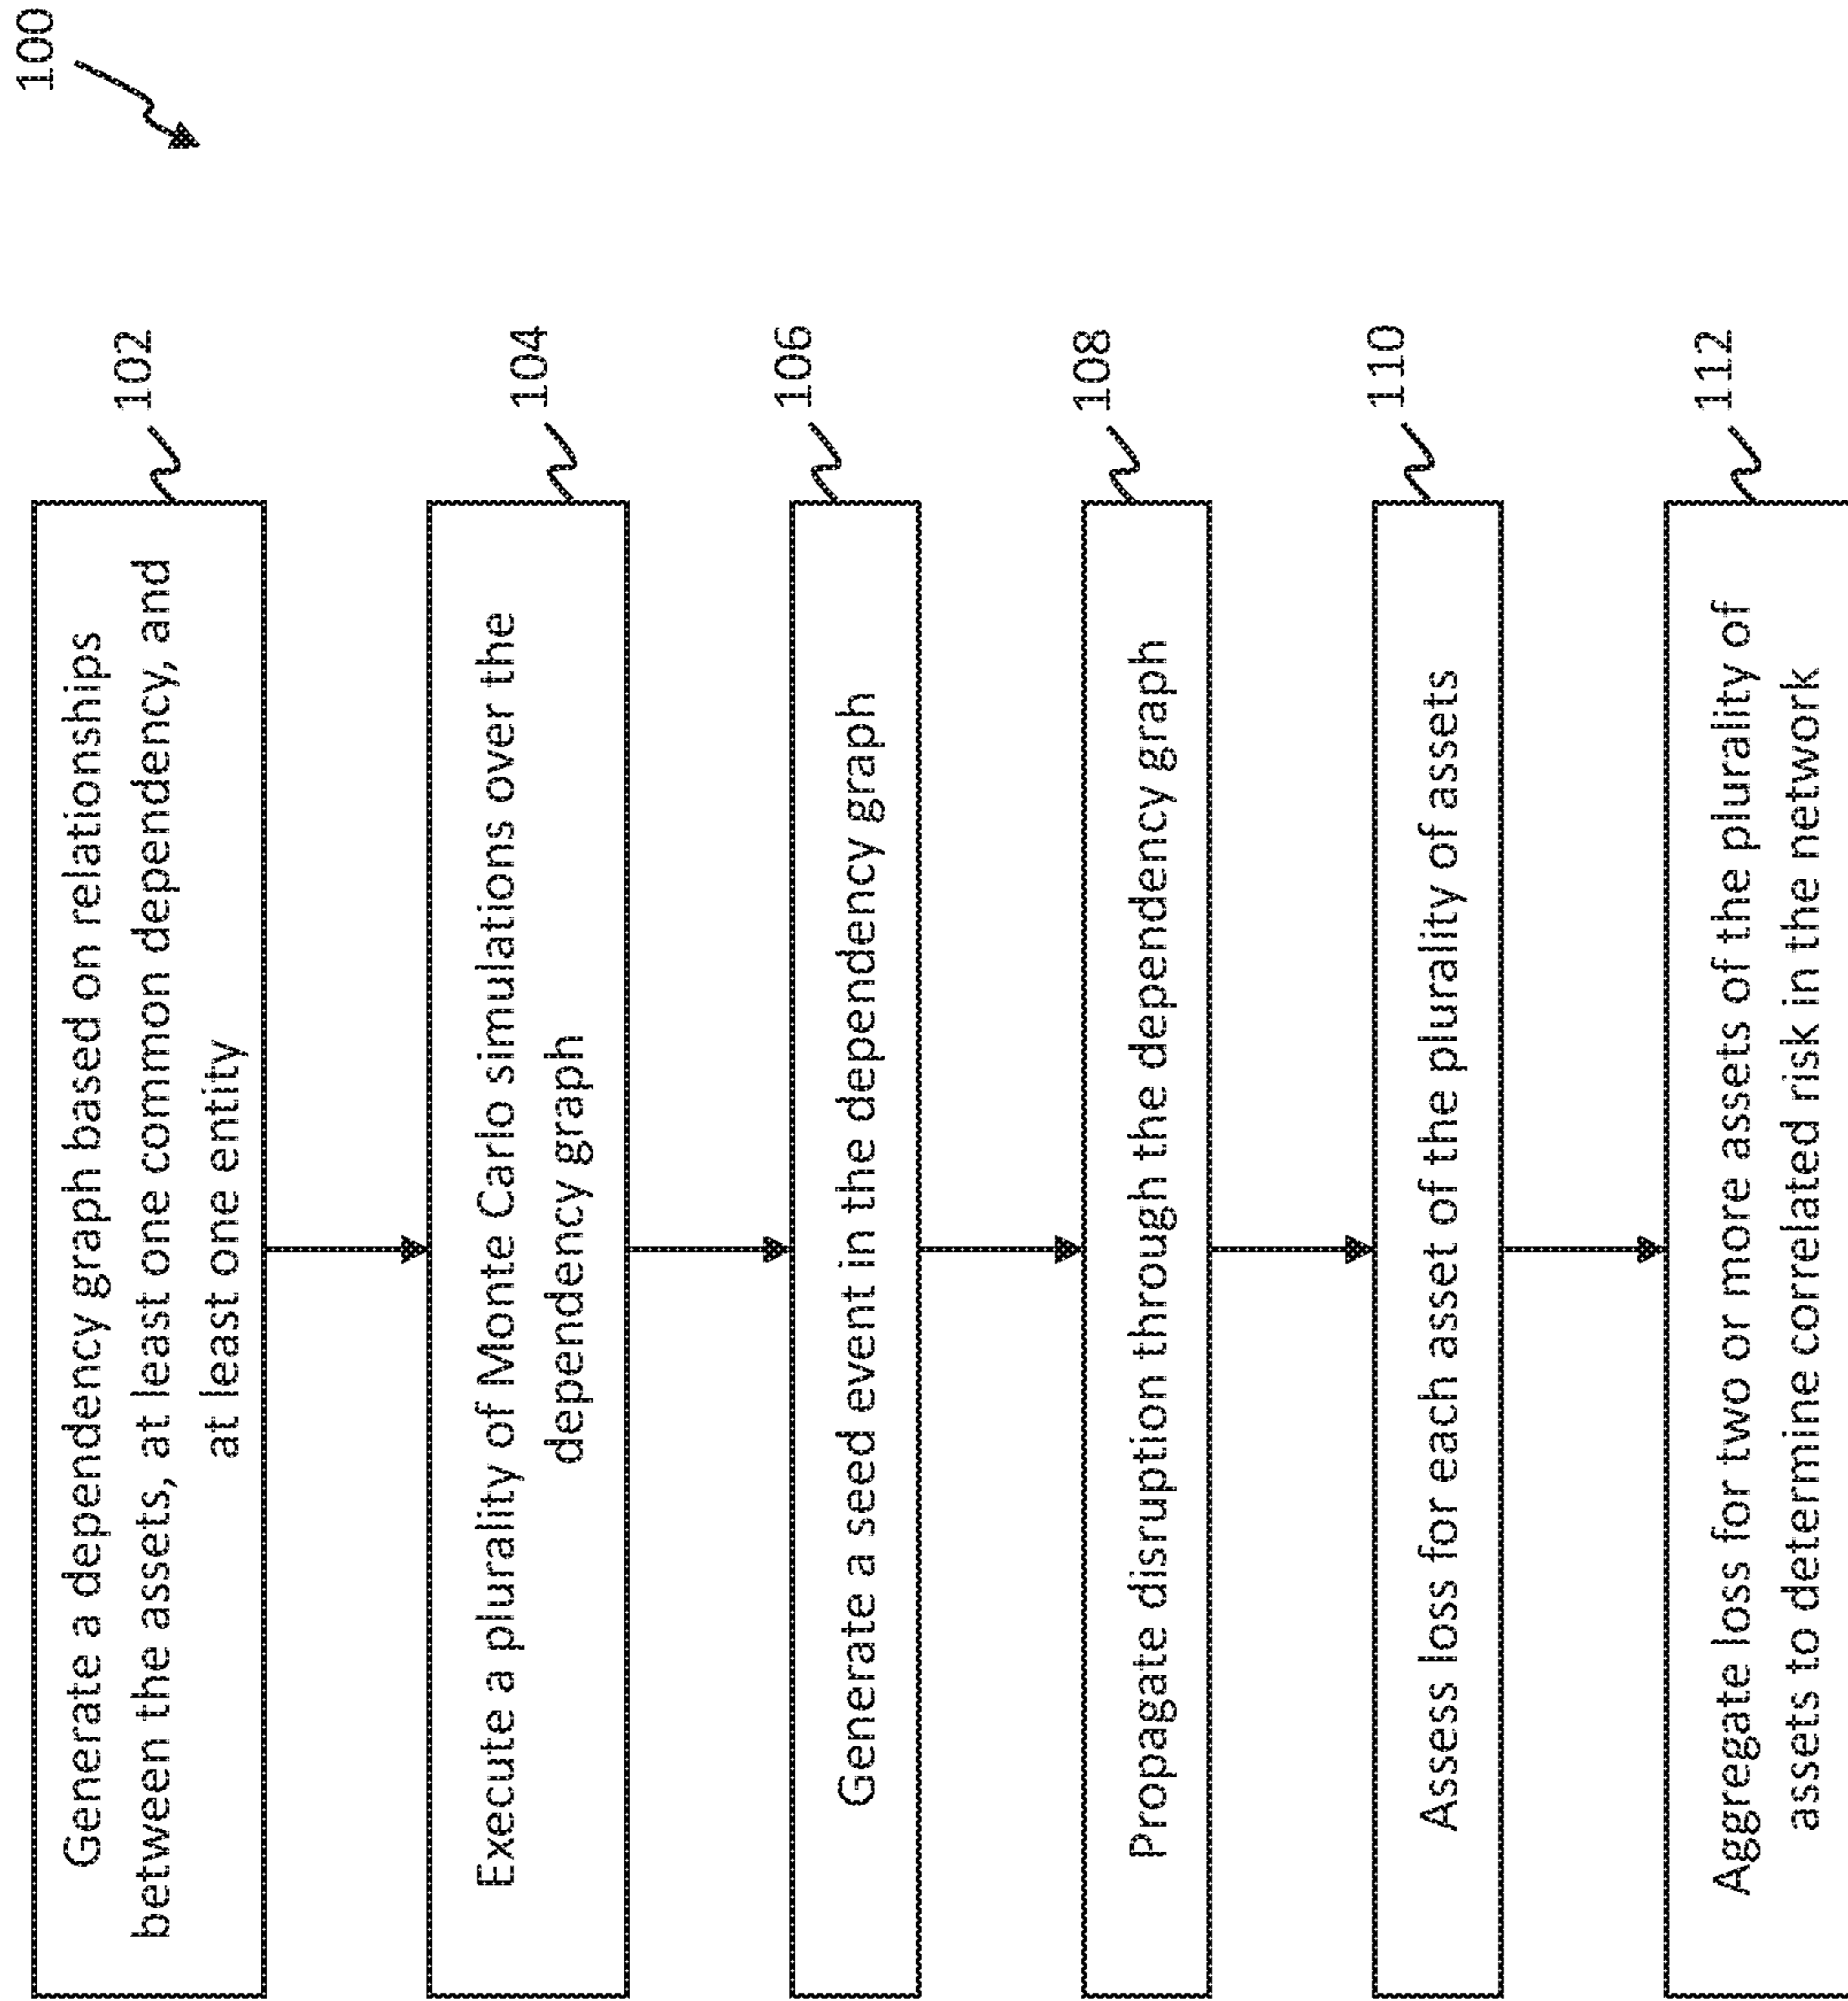 100
Generate a dependency graph based on relationships
between the assets, at least one common dependency, and
at least one entity
102
Execute a plurality of Monte Carlo simulations over the
dependency graph
104
Generate a seed event in the dependency graph
106
Propagate disruption through the dependency graph
108
Assess loss for each asset of the plurality of assets
110
Aggregate loss for two or more assets of the plurality of
assets to determine correlated risk in the network
112